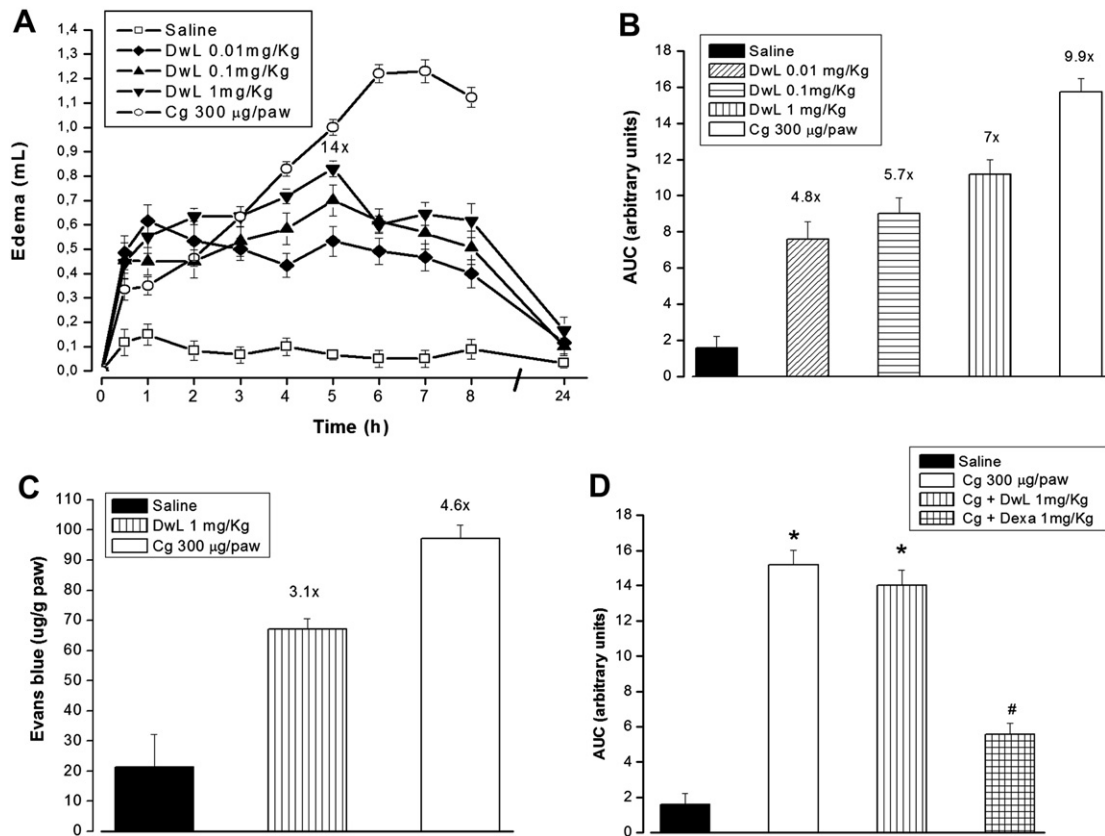 A
Saline
DwL 0.01mg/Kg
DwL 0.1mg/Kg
DwL 1mg/Kg
Cg 300 µg/paw
1,4
1,3
1,2
1,1
1,0
0,9
0,8
0,7
0,6
0,5
0,4
0,3
0,2
0,1
0,0
Edema (mL)
14x
0 1 2 3 4 5 6 7 8 24
Time (h)
B
Saline
DwL 0.01 mg/Kg
DwL 0.1mg/Kg
DwL 1 mg/Kg
Cg 300 µg/paw
18
16
14
12
10
8
6
4
2
0
AUC (arbitrary units)
4.8x
5.7x
7x
9.9x
C
Saline
DwL 1 mg/Kg
Cg 300 µg/paw
110
100
90
80
70
60
50
40
30
20
10
0
Evans blue (ug/g paw)
3.1x
4.6x
D
Saline
Cg 300 µg/paw
Cg + DwL 1mg/Kg
Cg + Dexa 1mg/Kg
18
16
14
12
10
8
6
4
2
0
AUC (arbitrary units)
*
*
#